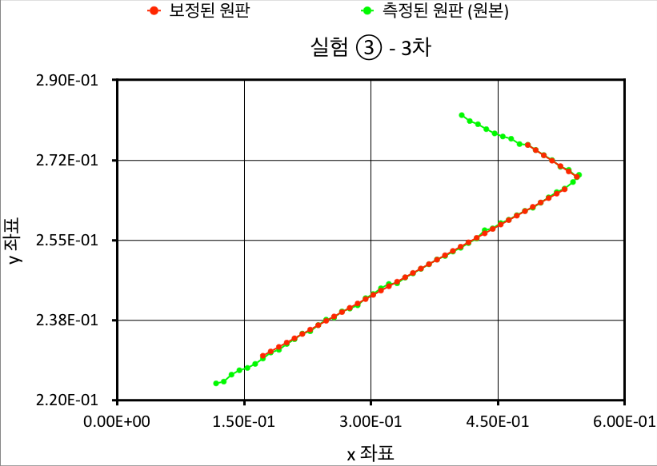 보정된 원판 측정된 원판 (원본)
실험 ③ - 3차
2.90E-01
2.72E-01
2.55E-01
2.38E-01
2.20E-01
y 좌표
0.00E+00 1.50E-01 3.00E-01 4.50E-01 6.00E-01
x 좌표